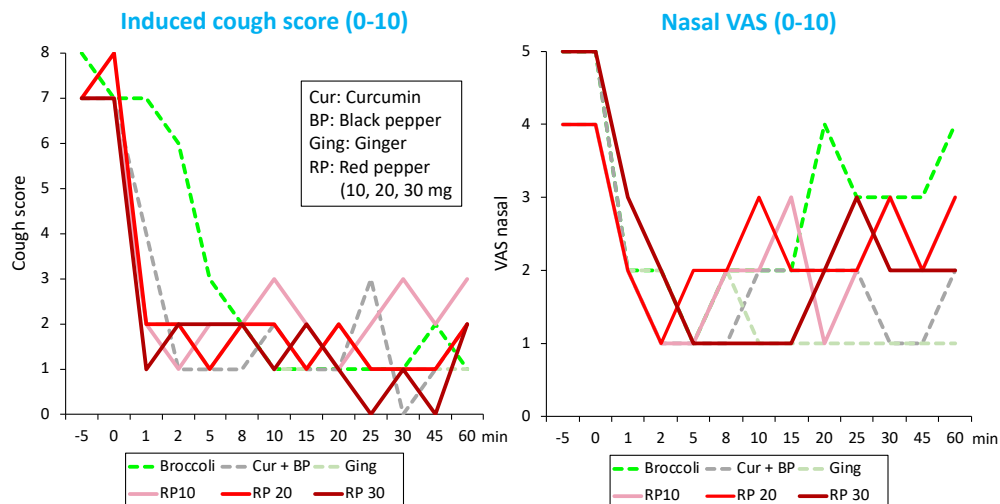 Induced cough score (0-10)
Cough score
8
7
6
5
4
3
2
1
0
Cur: Curcumin
BP: Black pepper
Ging: Ginger
RP: Red pepper
(10, 20, 30 mg
-5 0 1 2 5 8 10 15 20 25 30 45 60 min
Broccoli Cur + BP Ging
RP10 RP 20 RP 30
Nasal VAS (0-10)
VAS nasal
5
4
3
2
1
0
-5 0 1 2 5 8 10 15 20 25 30 45 60 min
Broccoli Cur + BP Ging
RP10 RP 20 RP 30